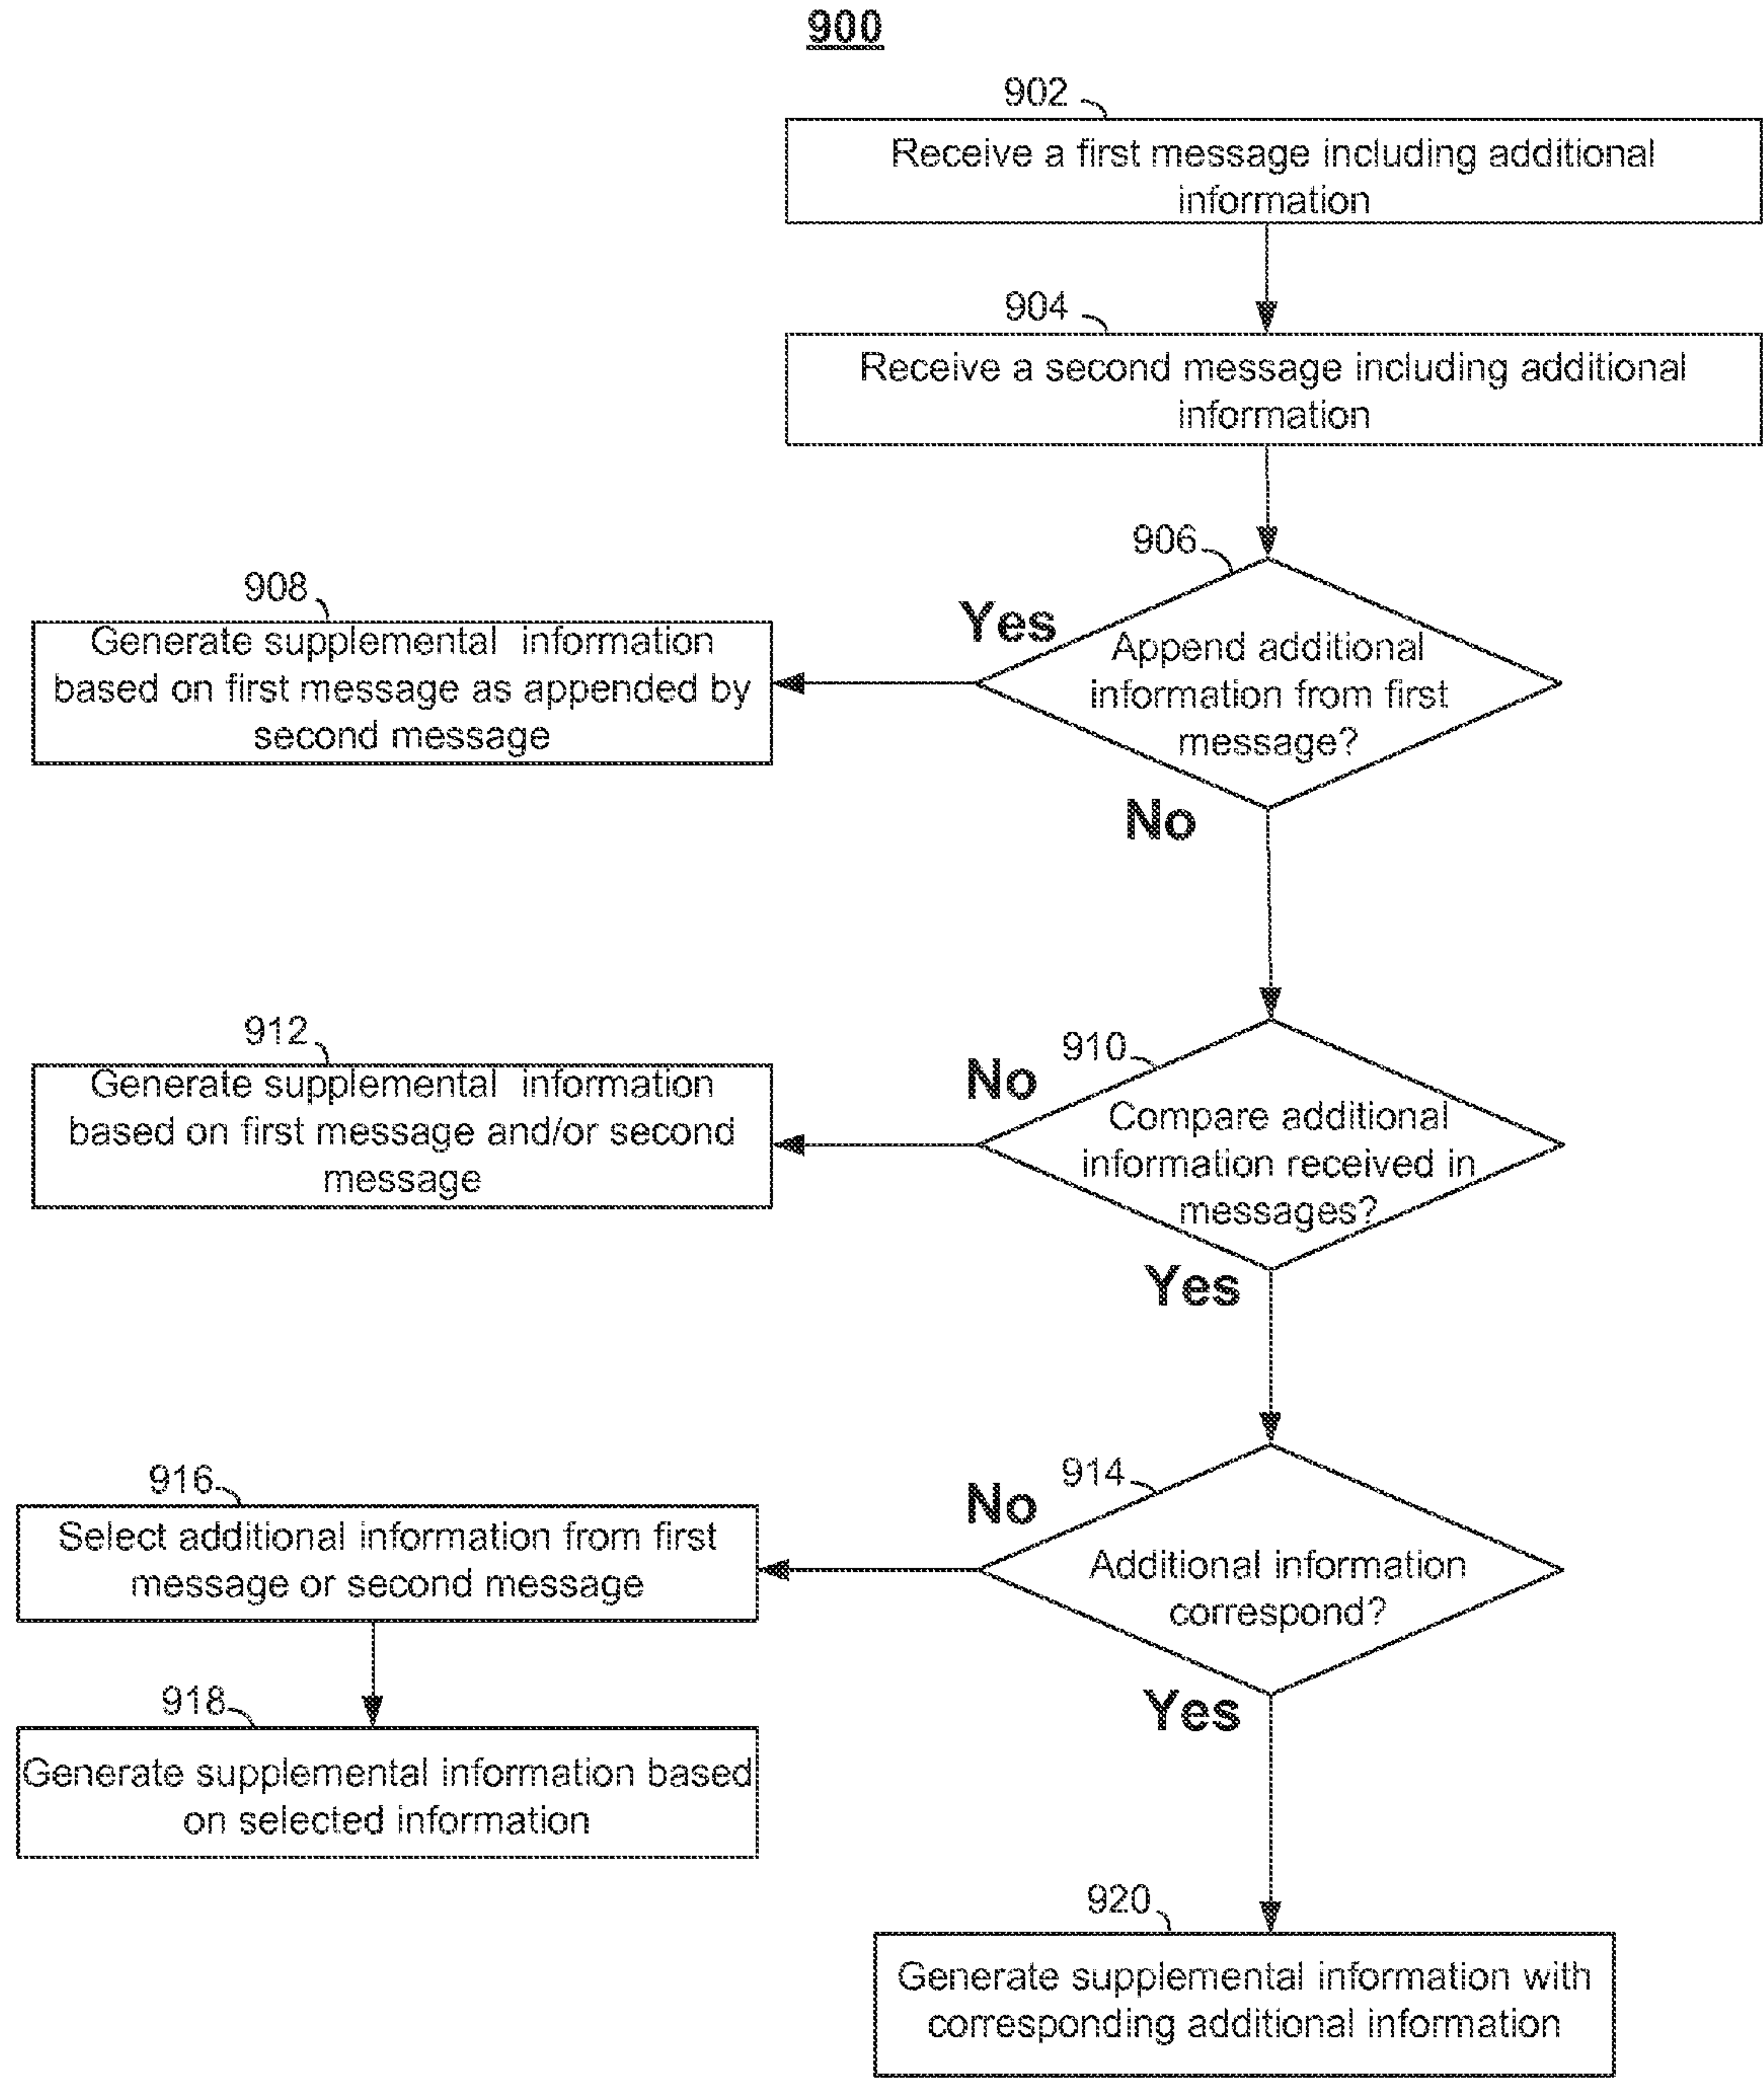 900
902
Receive a first message including additional
information
904
Receive a second message including additional
information
906
Yes
Append additional
information from first
message?
908
Generate supplemental information
based on first message as appended by
second message
No
910
No
Compare additional
information received in
messages?
912
Generate supplemental information
based on first message and/or second
message
Yes
914
No
Additional information
correspond?
916
Select additional information from first
message or second message
918
Generate supplemental information based
on selected information
Yes
920
Generate supplemental information with
corresponding additional information